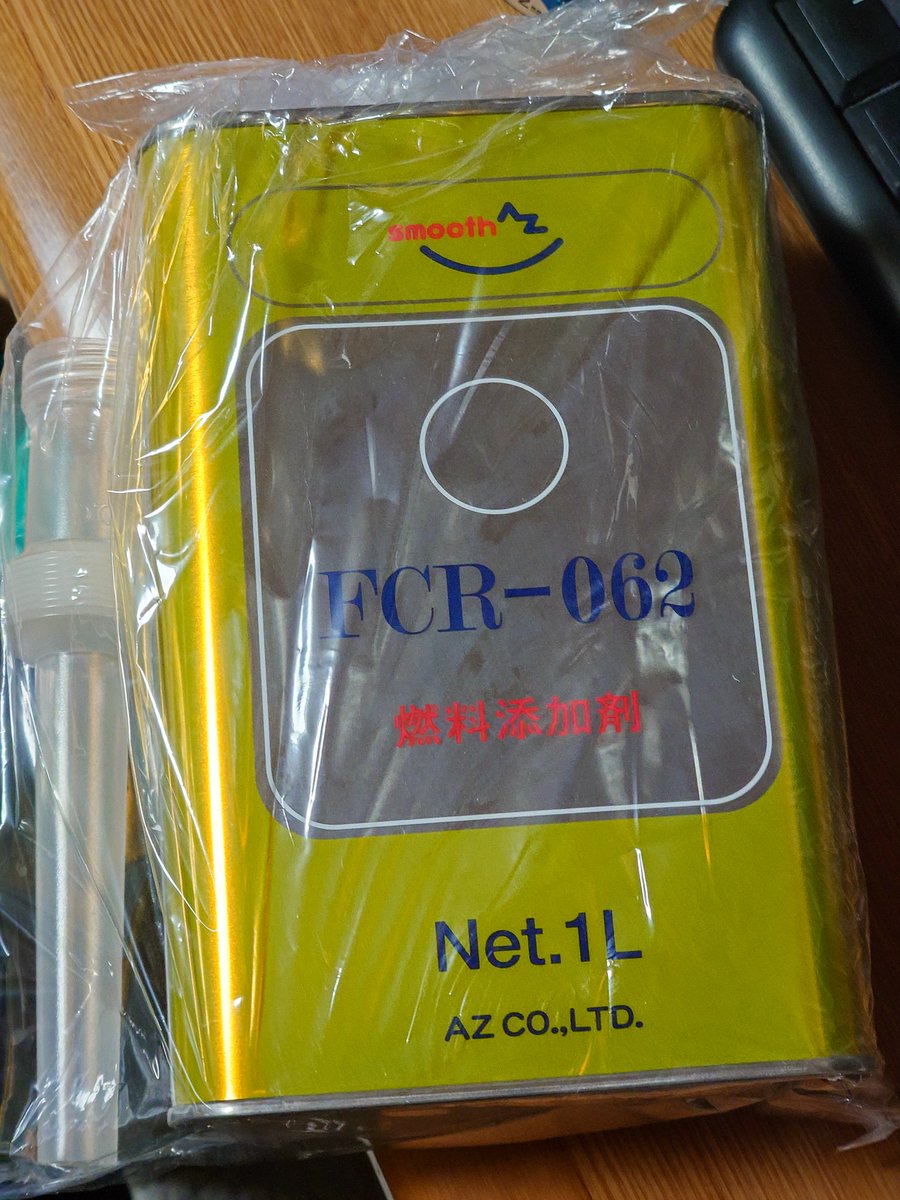 smooth AZ
FCR-062
燃料添加剤
Net.1L
AZ CO.,LTD.